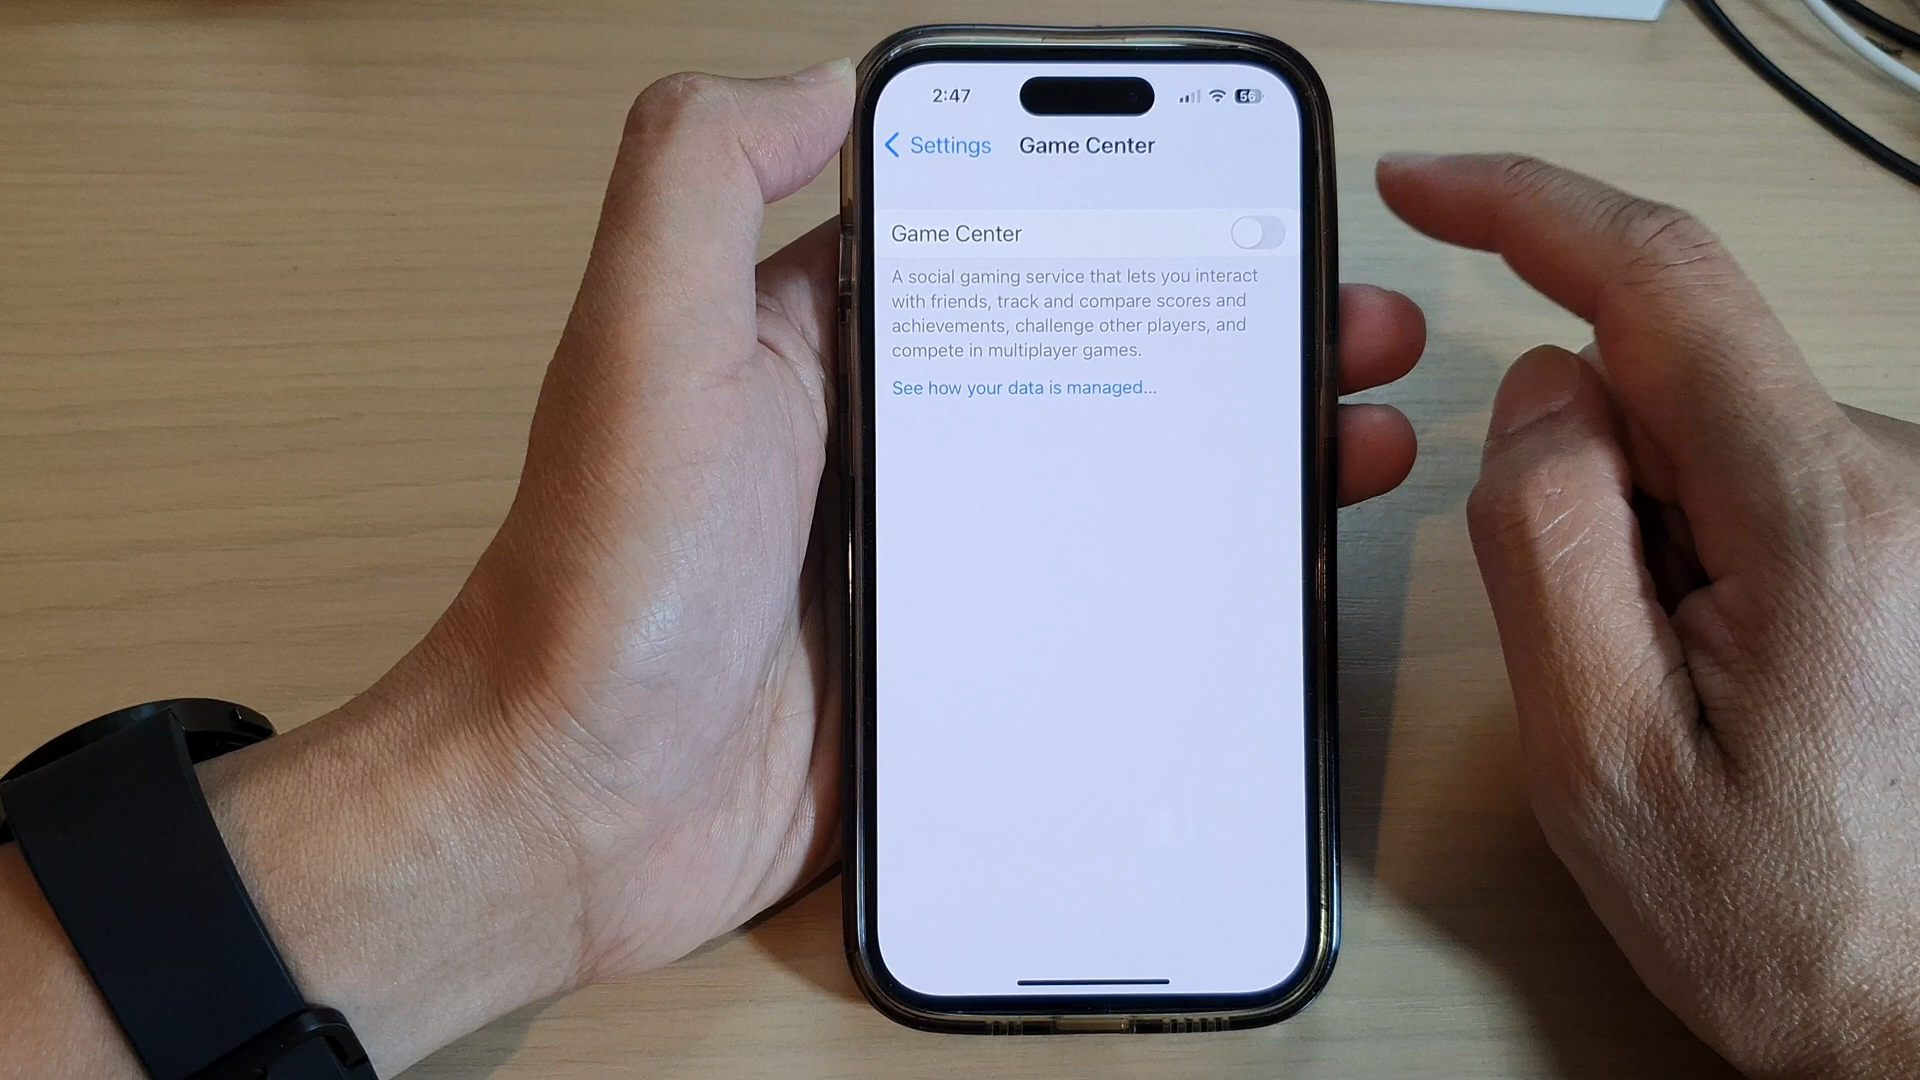 2:47
56
Settings
Game Center
Game Center
A social gaming service that lets you interact
with friends, track and compare scores and
achievements, challenge other players, and
compete in multiplayer games.
See how your data is managed...